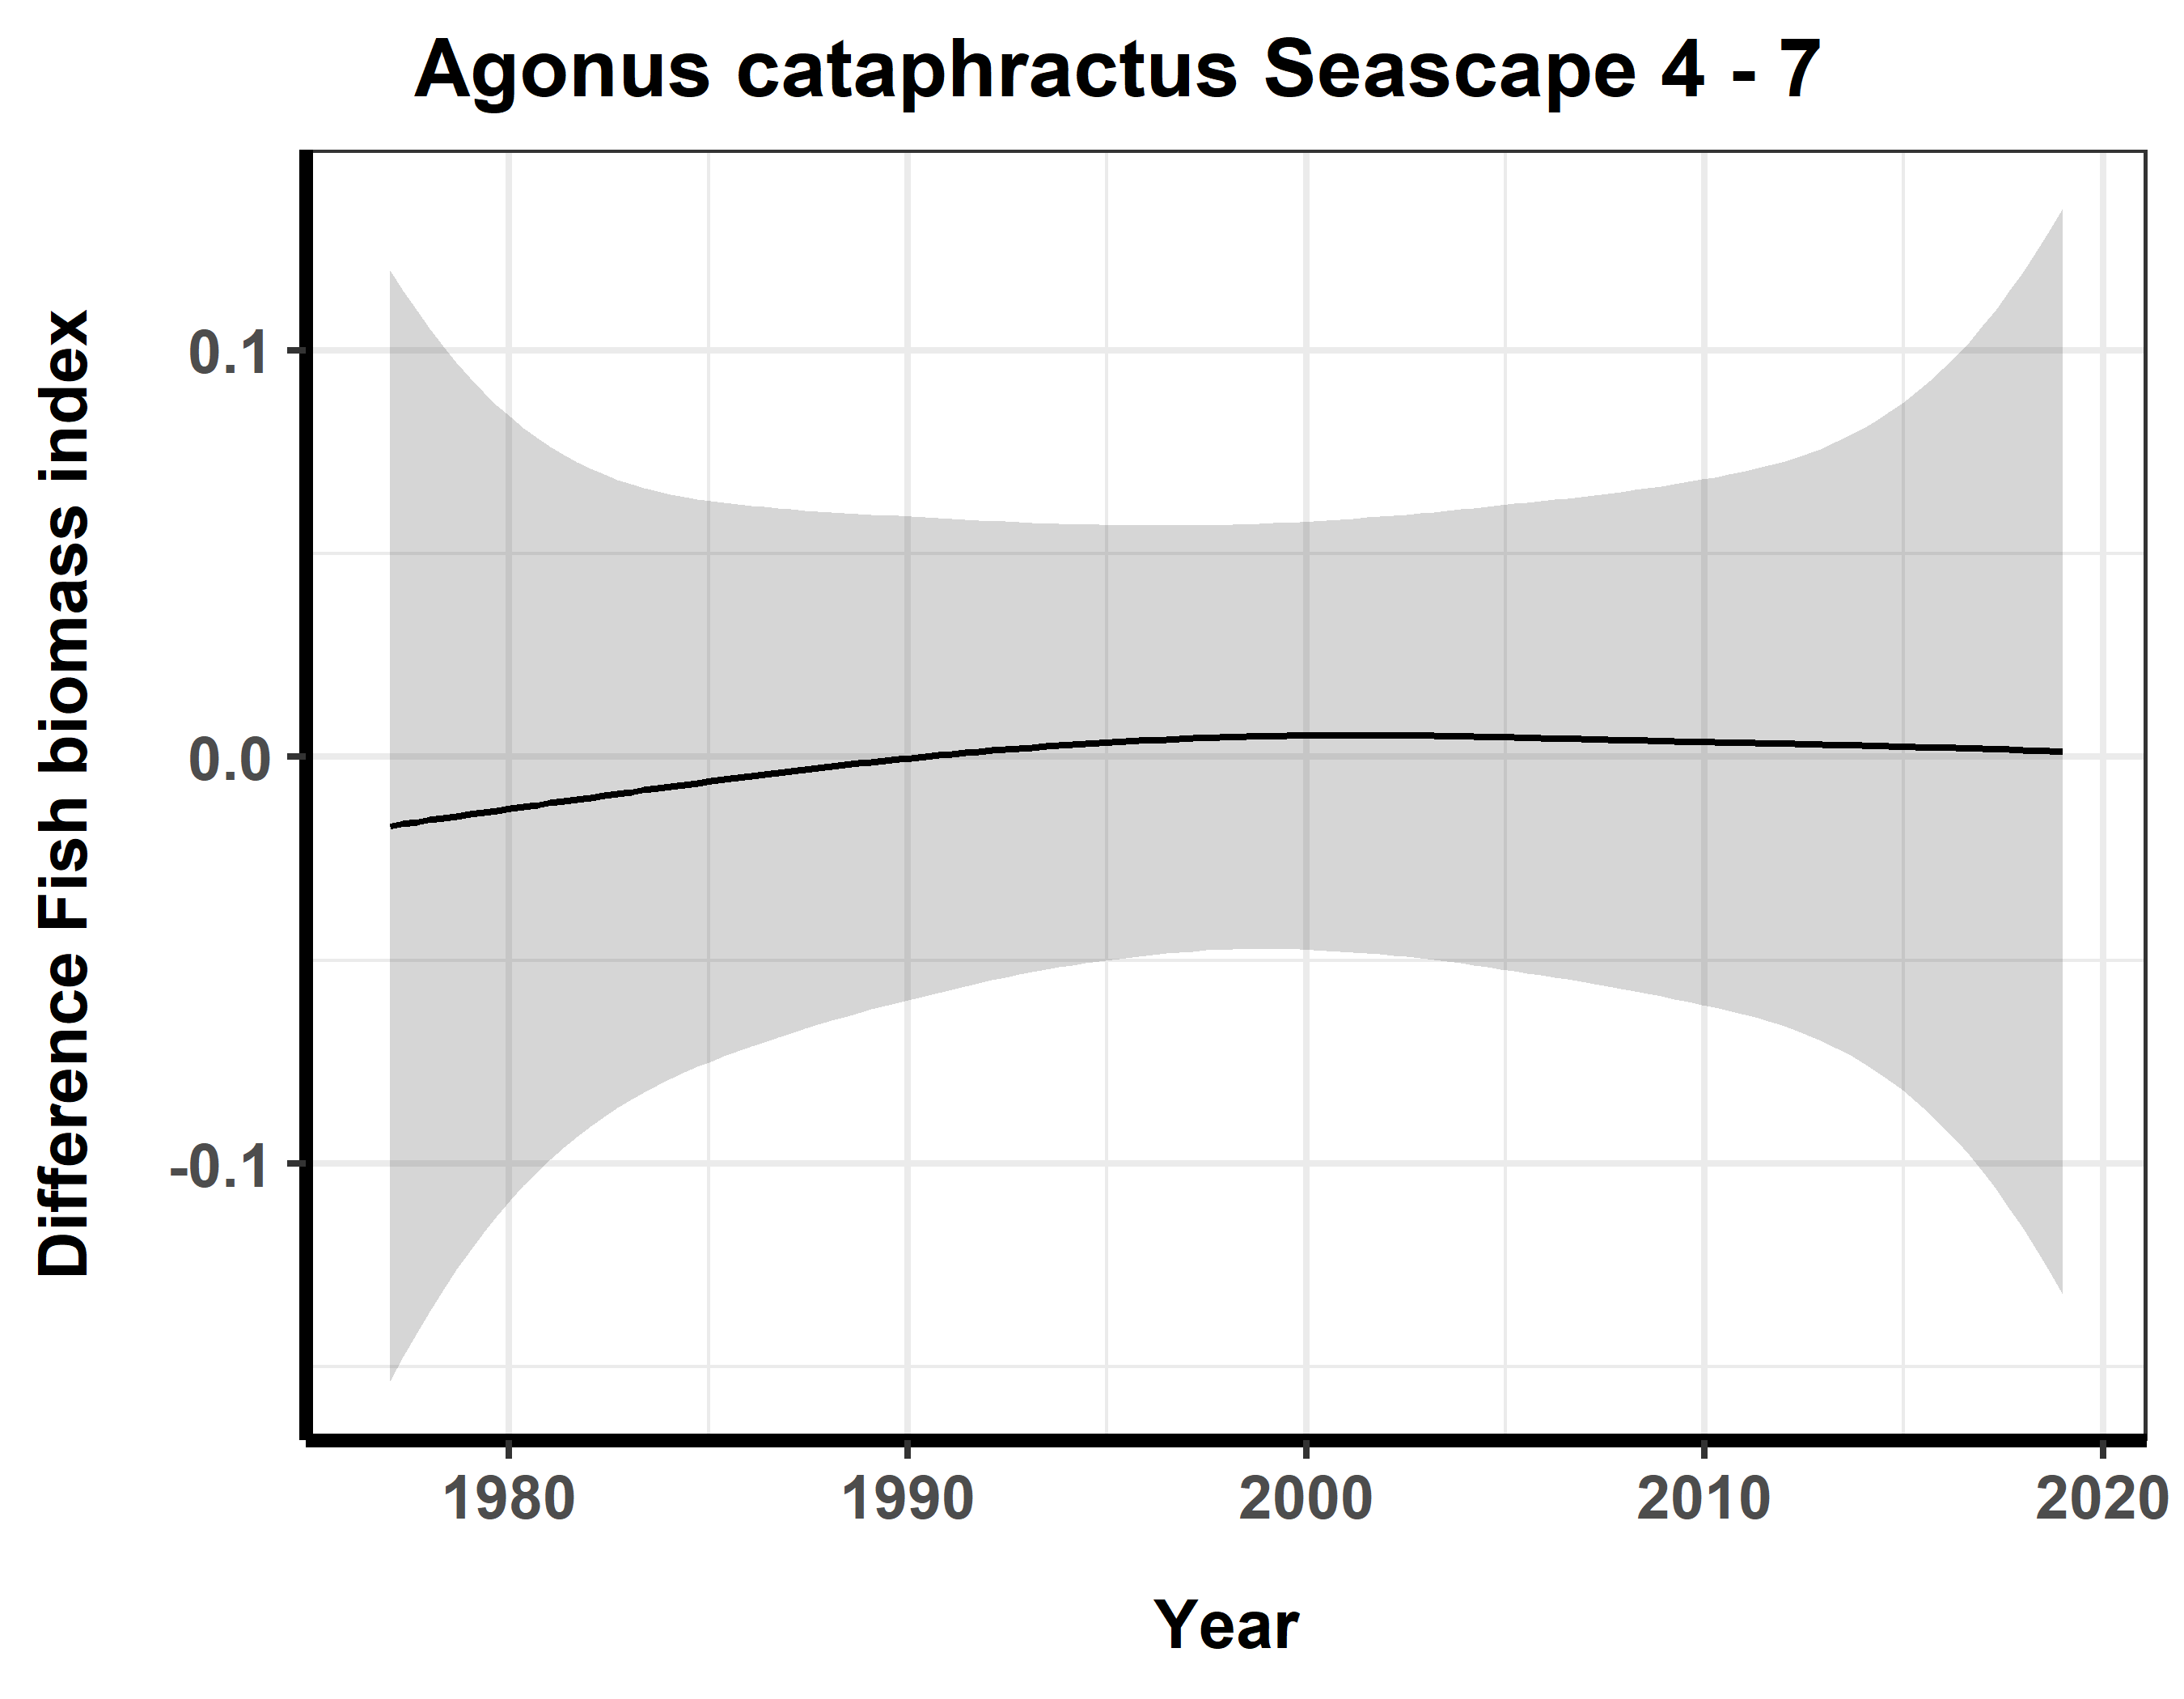 Agonus cataphractus Seascape 4 - 7
Difference Fish biomass index
0.1
0.0
-0.1
1980 1990 2000 2010 2020
Year